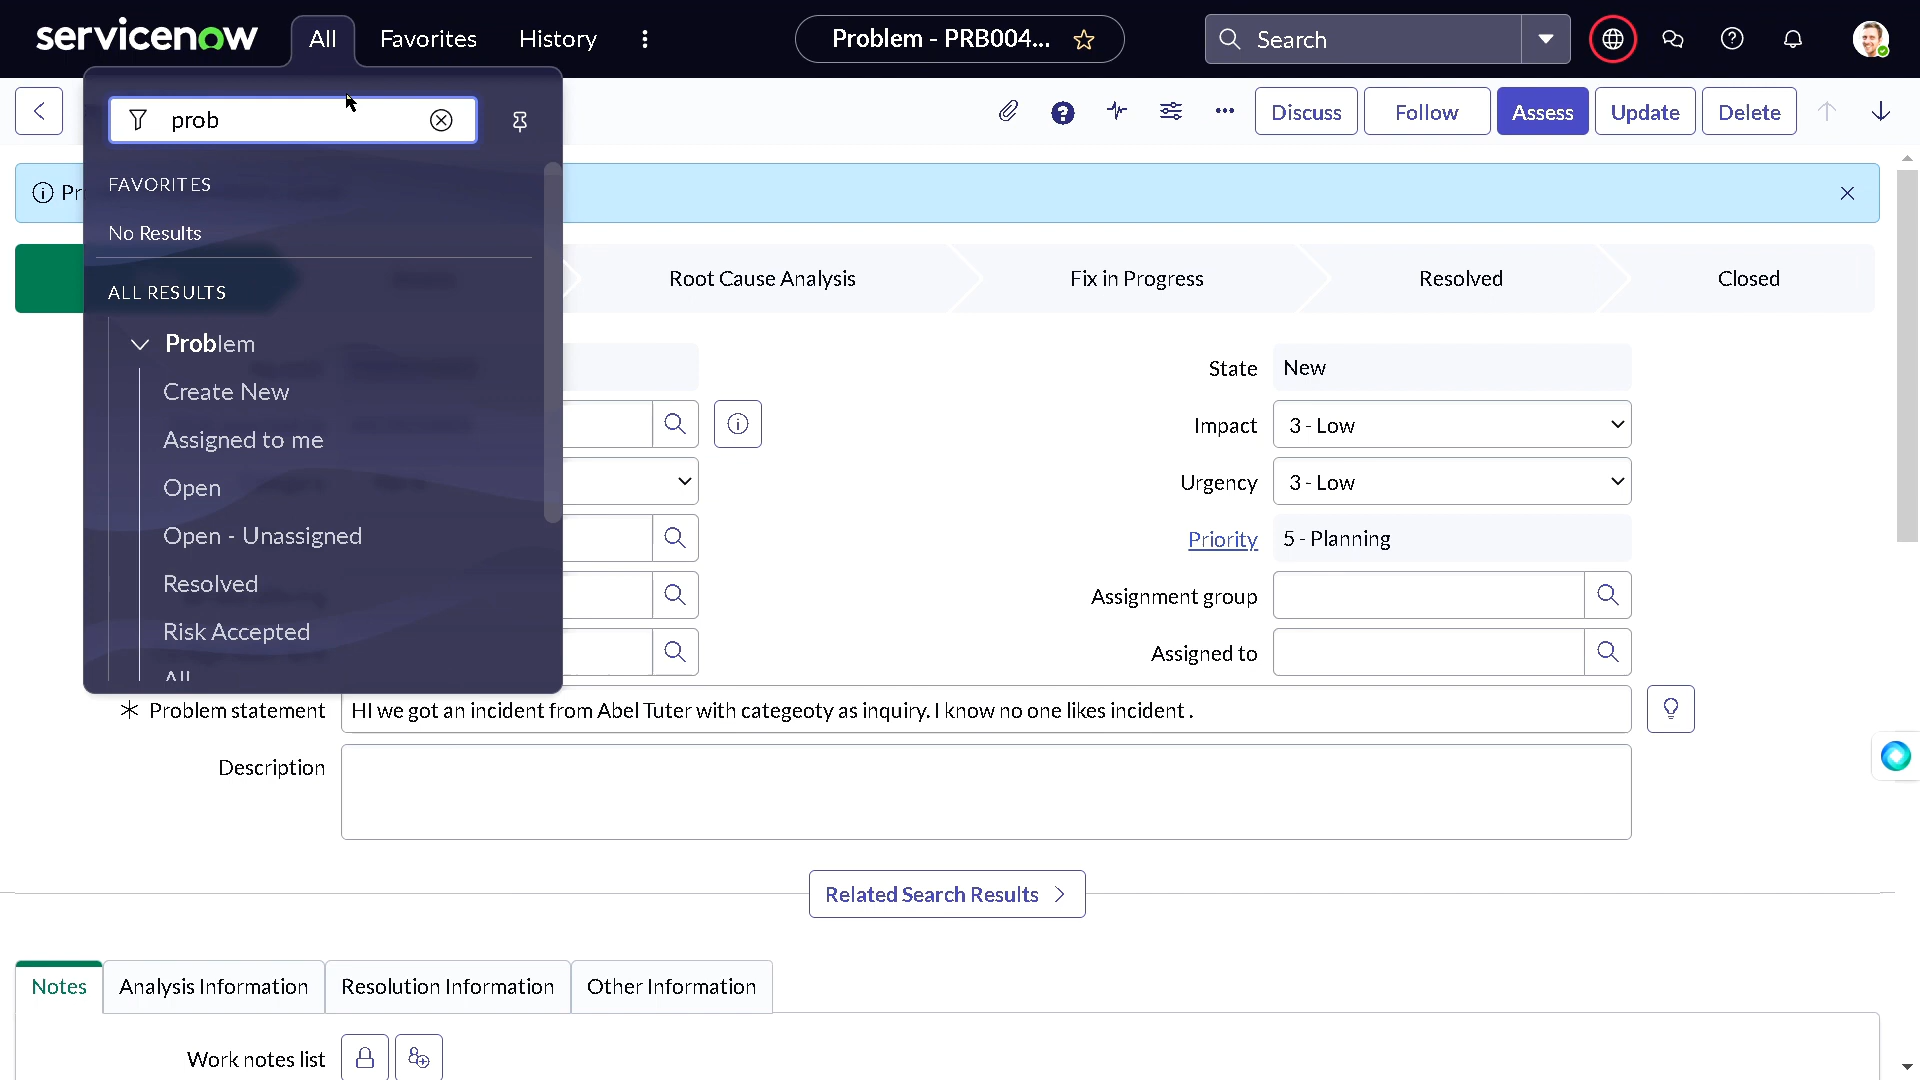 servicenow All Favorites History Problem - PRB004... Search
prob
Discuss Follow Assess Update Delete
FAVORITES
No Results
ALL RESULTS
Problem
Create New
Assigned to me
Open
Open - Unassigned
Resolved
Risk Accepted
All
Root Cause Analysis Fix in Progress Resolved Closed
State New
Impact 3 - Low
Urgency 3 - Low
Priority 5 - Planning
Assignment group
Assigned to
Problem statement HI we got an incident from Abel Tuter with categeoty as inquiry. I know no one likes incident .
Description
Related Search Results
Notes Analysis Information Resolution Information Other Information
Work notes list